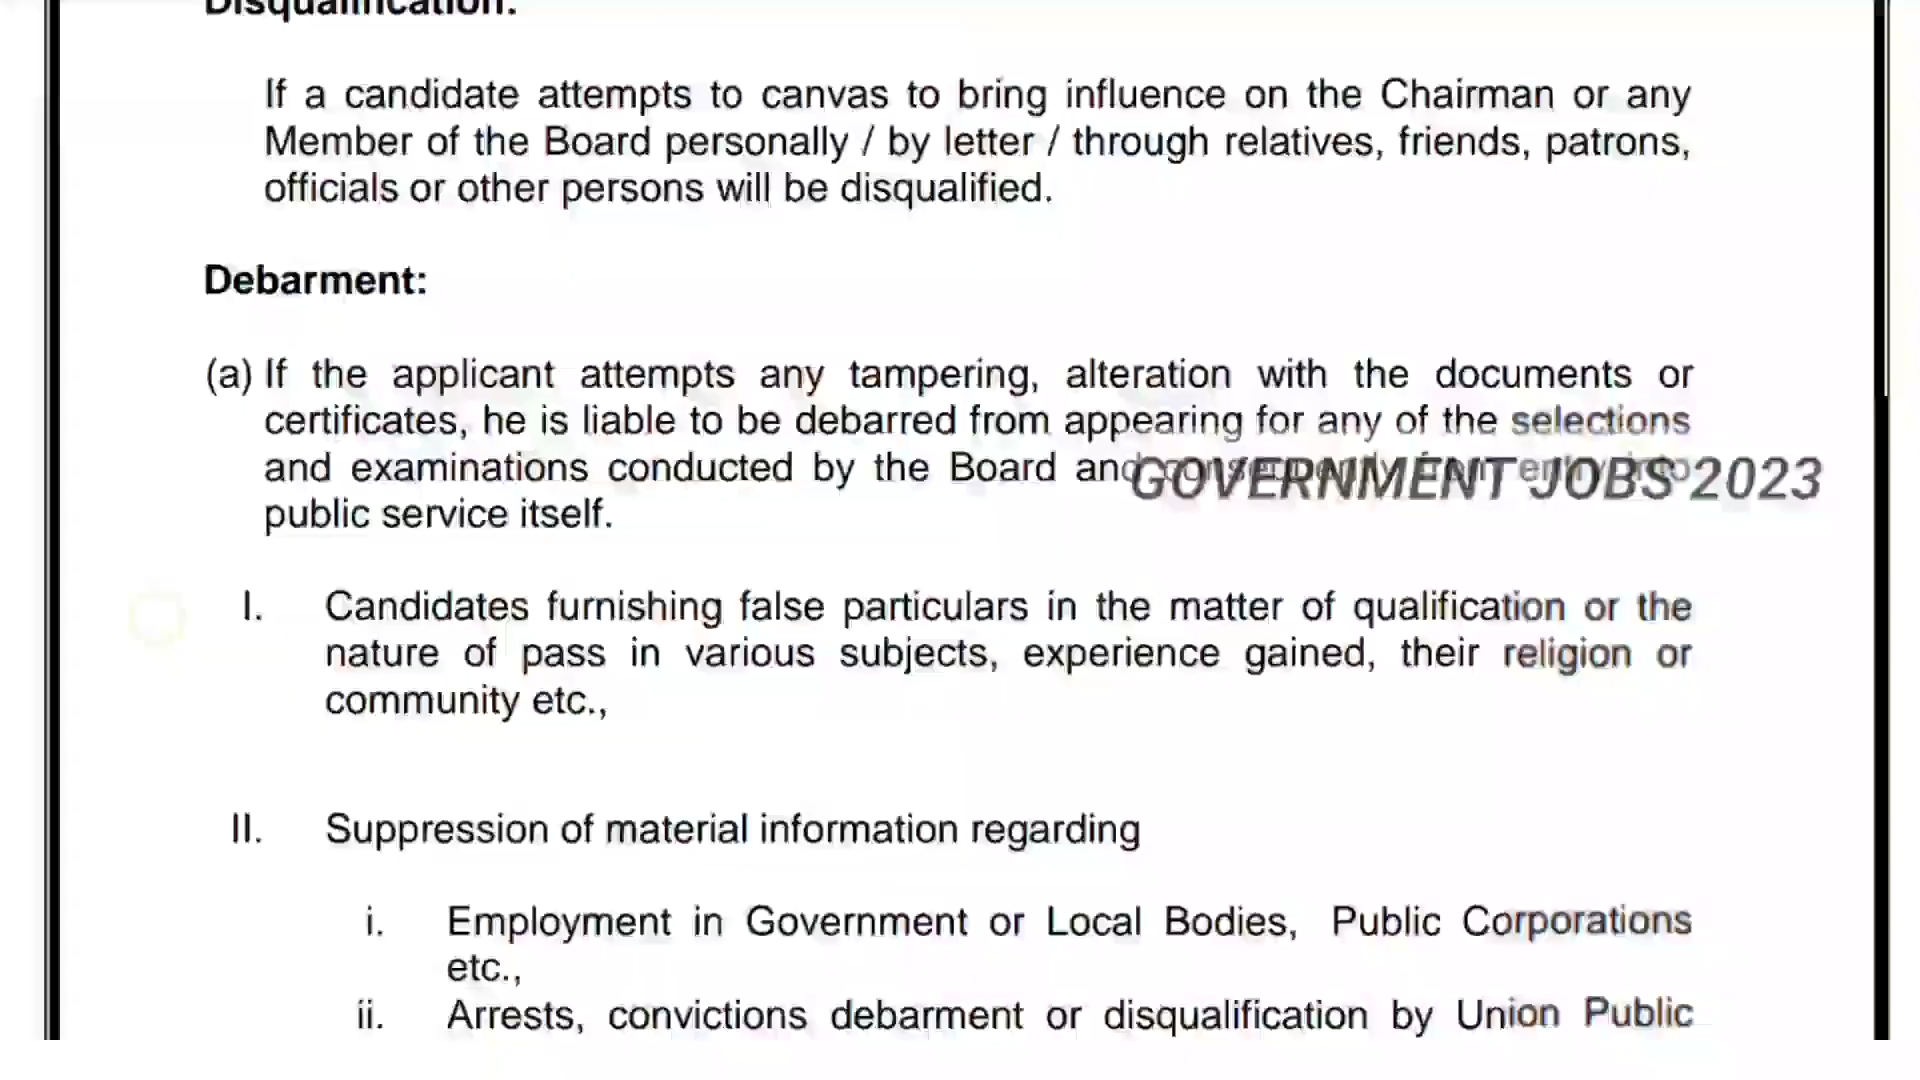 Disqualification:
If a candidate attempts to canvas to bring influence on the Chairman or any
Member of the Board personally / by letter / through relatives, friends, patrons,
officials or other persons will be disqualified.
Debarment:
(a) If the applicant attempts any tampering, alteration with the documents or
certificates, he is liable to be debarred from appearing for any of the selections
and examinations conducted by the Board and consequently from entry into
GOVERNMENT JOBS 2023
public service itself.
I. Candidates furnishing false particulars in the matter of qualification or the
nature of pass in various subjects, experience gained, their religion or
community etc.,
II. Suppression of material information regarding
i. Employment in Government or Local Bodies, Public Corporations
etc.,
ii. Arrests, convictions debarment or disqualification by Union Public